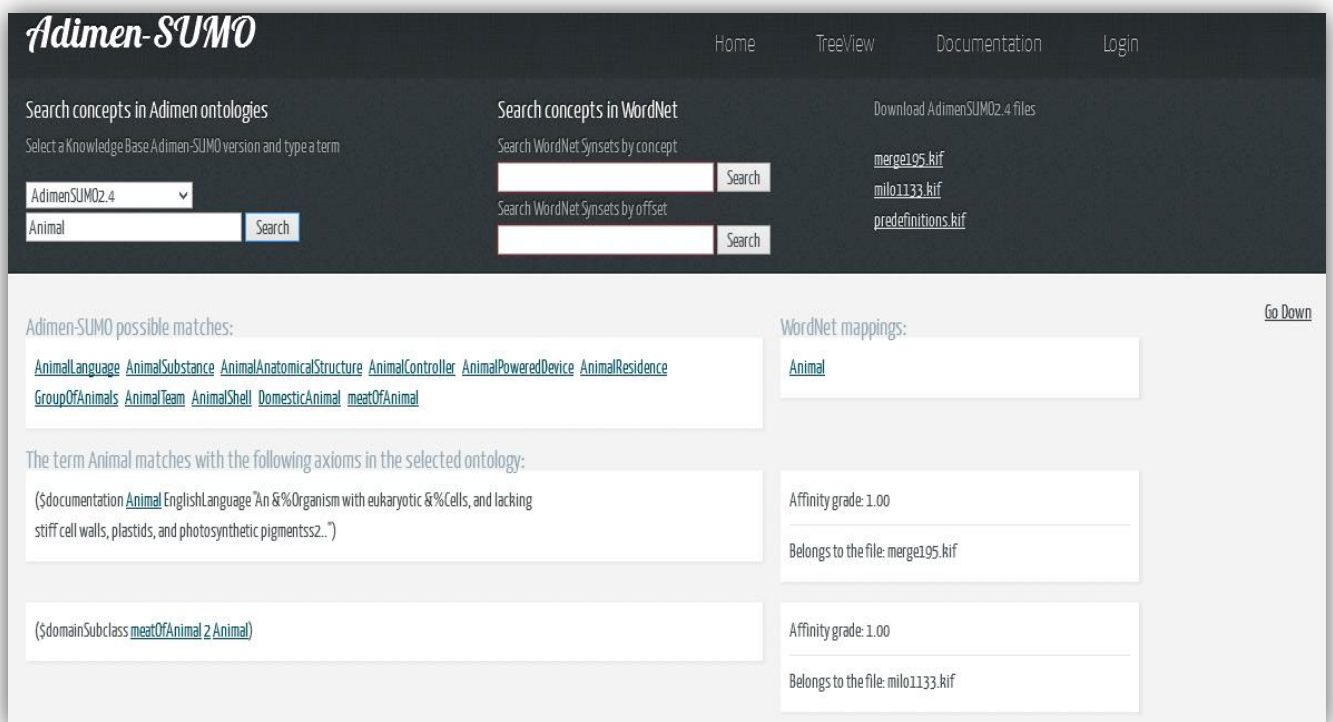 Adimen-SUMO
Home TreeView Documentation Login
Search concepts in Adimen ontologies
Select a Knowledge Base Adimen-SUMO version and type a term
AdimenSUMO2.4
Animal Search
Search concepts in WordNet
Search WordNet Synsets by concept
Search
Search WordNet Synsets by offset
Search
Download AdimenSUMO2.4 files
merge195.kif
milo1133.kif
predefinitions.kif
Go Down
Adimen-SUMO possible matches:
AnimalLanguage AnimalSubstance AnimalAnatomicalStructure AnimalController AnimalPoweredDevice AnimalResidence
GroupOfAnimals AnimalTeam AnimalShell DomesticAnimal meatOfAnimal
WordNet mappings:
Animal
The term Animal matches with the following axioms in the selected ontology:
($documentation Animal EnglishLanguage "An &%Organism with eukaryotic &%Cells, and lacking
stiff cell walls, plastids, and photosynthetic pigmentss2..")
Affinity grade: 1.00
Belongs to the file: merge195.kif
($domainSubclass meatOfAnimal 2 Animal)
Affinity grade: 1.00
Belongs to the file: milo1133.kif